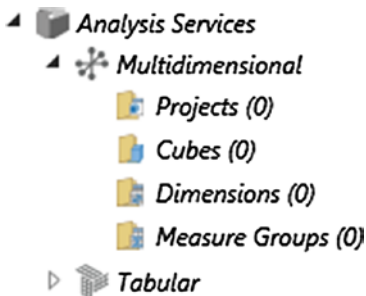 Analysis Services
Multidimensional
Projects (0)
Cubes (0)
Dimensions (0)
Measure Groups (0)
Tabular